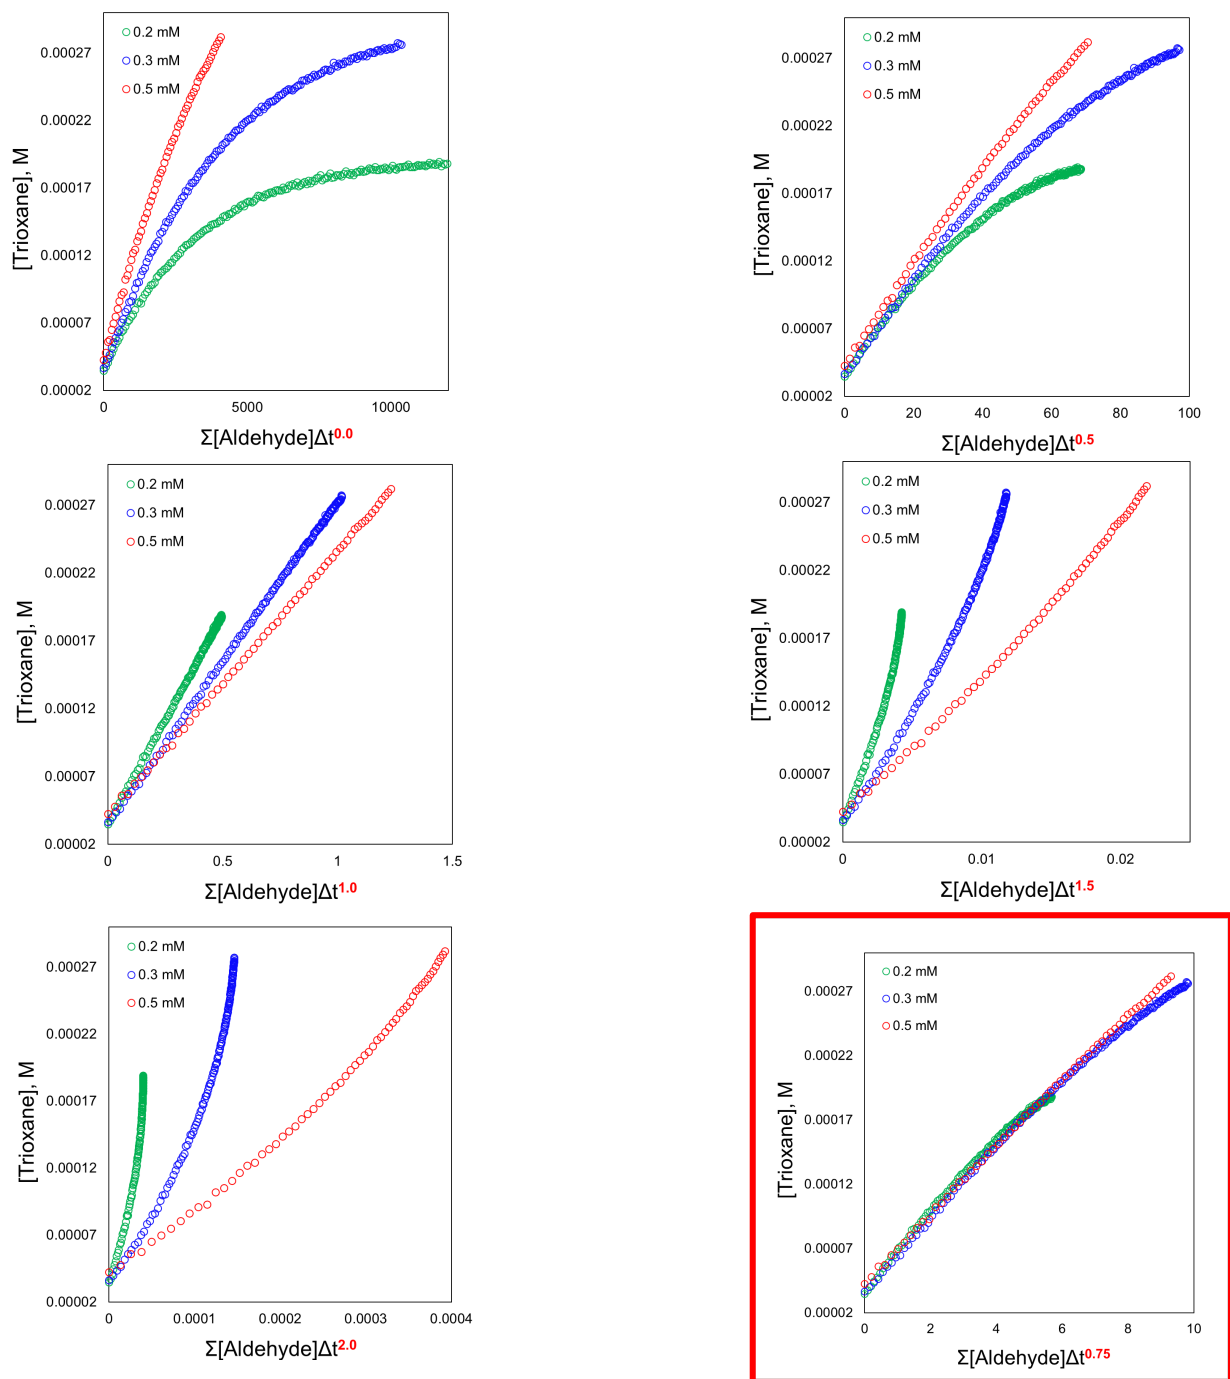 0.2 mM
0.3 mM
0.5 mM
0.00027
0.00022
0.00017
0.00012
0.00007
0.00002
[Trioxane], M
0 5000 10000
Σ[Aldehyde]Δt0.0
0.2 mM
0.3 mM
0.5 mM
0.00027
0.00022
0.00017
0.00012
0.00007
0.00002
[Trioxane], M
0 20 40 60 80 100
Σ[Aldehyde]Δt0.5
0.2 mM
0.3 mM
0.5 mM
0.00027
0.00022
0.00017
0.00012
0.00007
0.00002
[Trioxane], M
0 0.5 1 1.5
Σ[Aldehyde]Δt1.0
0.2 mM
0.3 mM
0.5 mM
0.00027
0.00022
0.00017
0.00012
0.00007
0.00002
[Trioxane], M
0 0.01 0.02
Σ[Aldehyde]Δt1.5
0.2 mM
0.3 mM
0.5 mM
0.00027
0.00022
0.00017
0.00012
0.00007
0.00002
[Trioxane], M
0 0.0001 0.0002 0.0003 0.0004
Σ[Aldehyde]Δt2.0
0.2 mM
0.3 mM
0.5 mM
0.00027
0.00022
0.00017
0.00012
0.00007
0.00002
[Trioxane], M
0 2 4 6 8 10
Σ[Aldehyde]Δt0.75